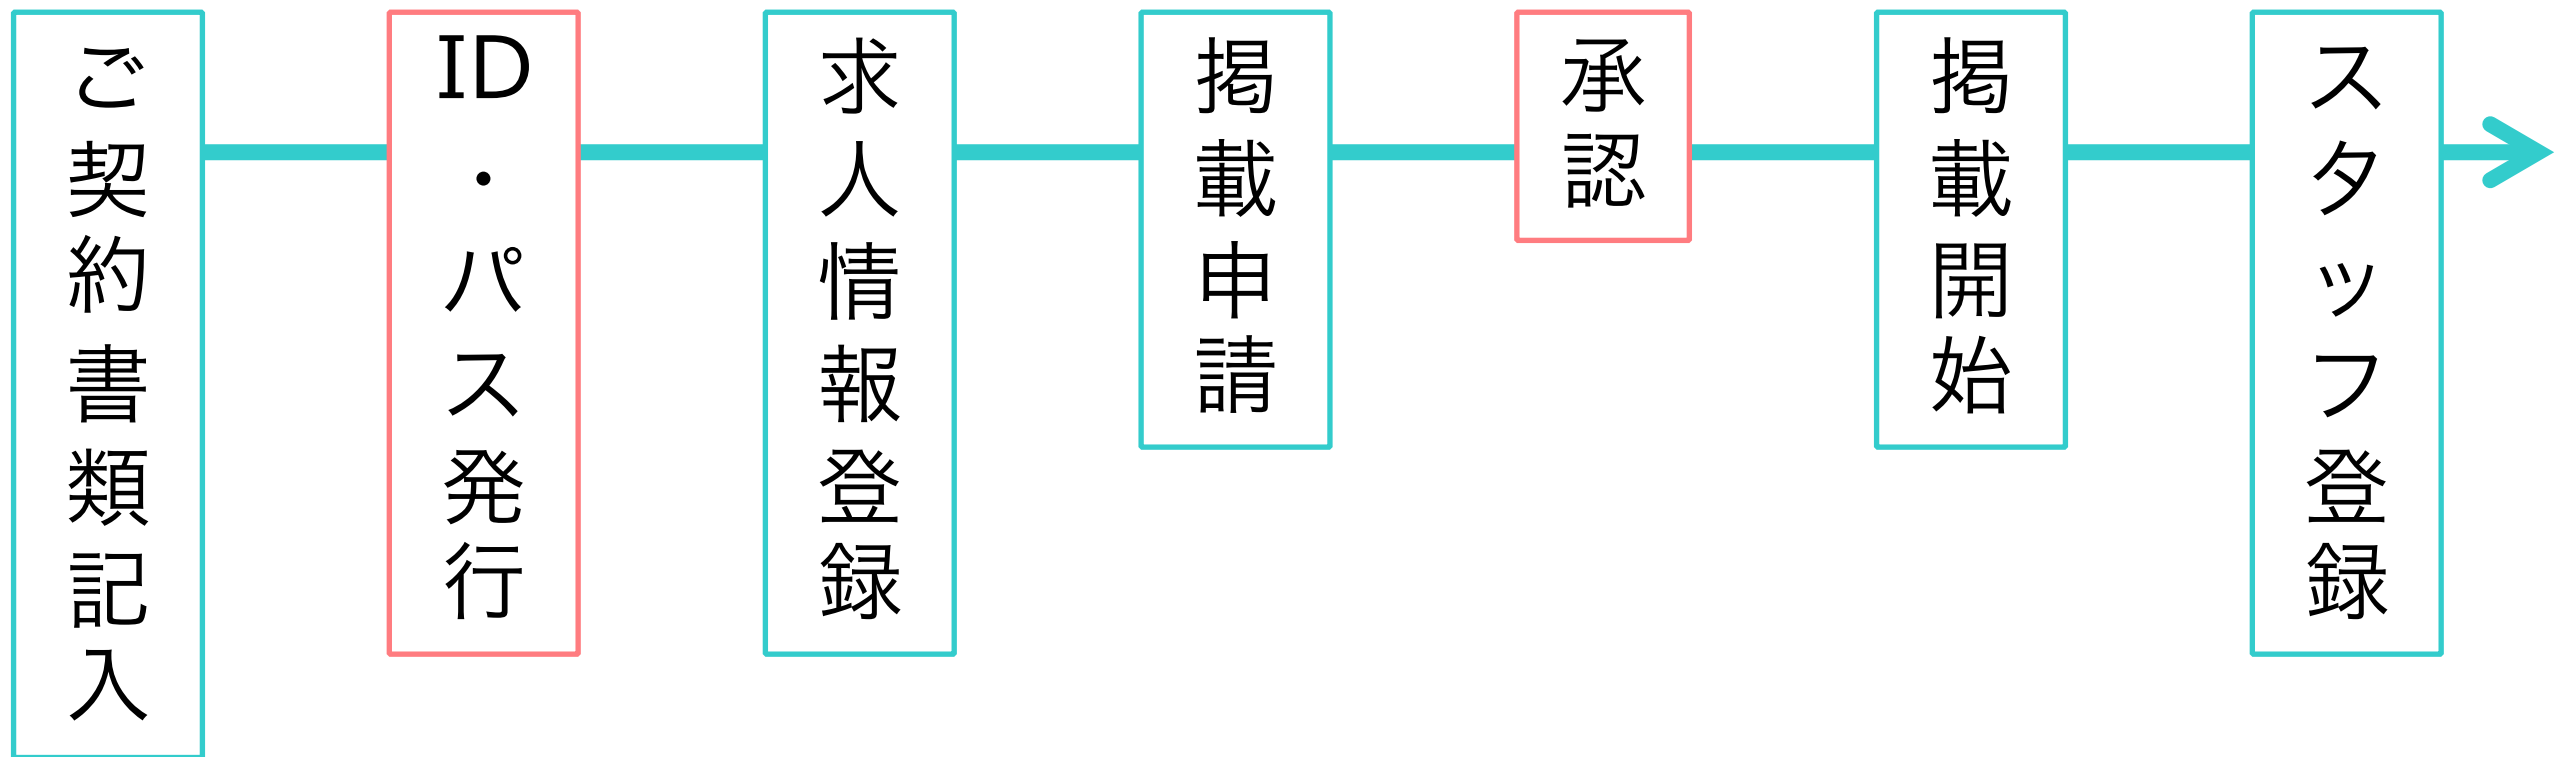 ご契約書類記入
ID・パス発行
求人情報登録
掲載申請
承認
掲載開始
スタッフ登録